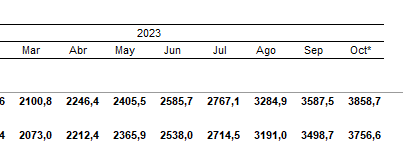 2023
Mar Abr May Jun Jul Ago Sep Oct*
6 2100,8 2246,4 2405,5 2585,7 2767,1 3284,9 3587,5 3858,7
4 2073,0 2212,4 2365,9 2538,0 2714,5 3191,0 3498,7 3756,6